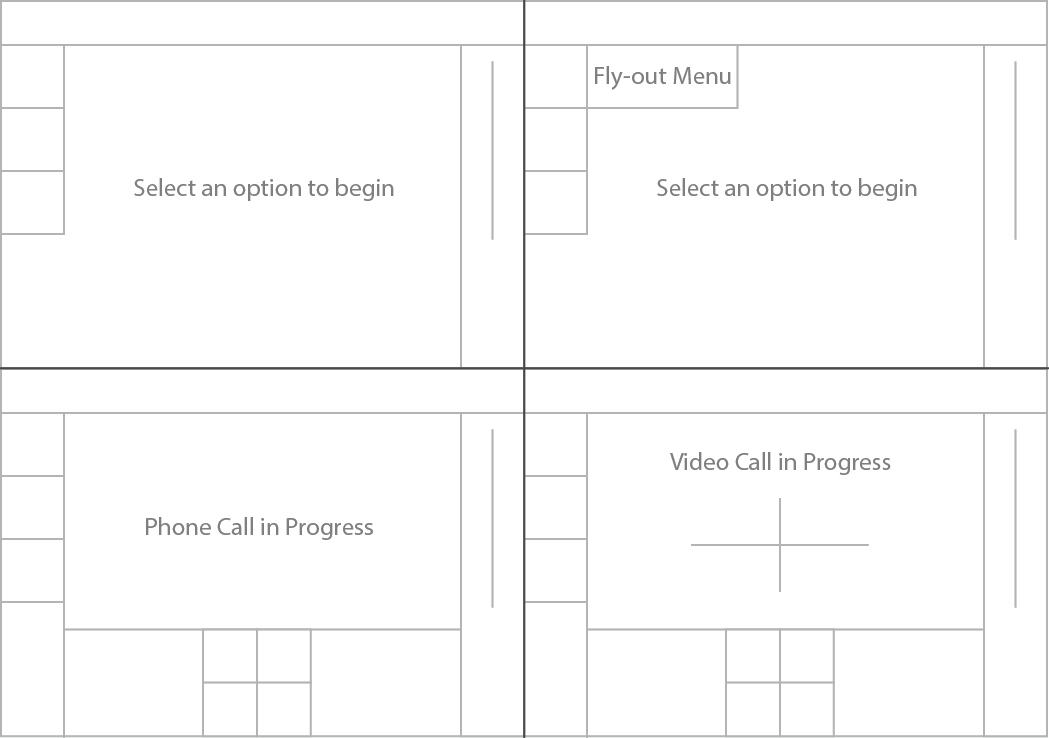 Select an option to begin
Fly-out Menu
Select an option to begin
Phone Call in Progress
Video Call in Progress